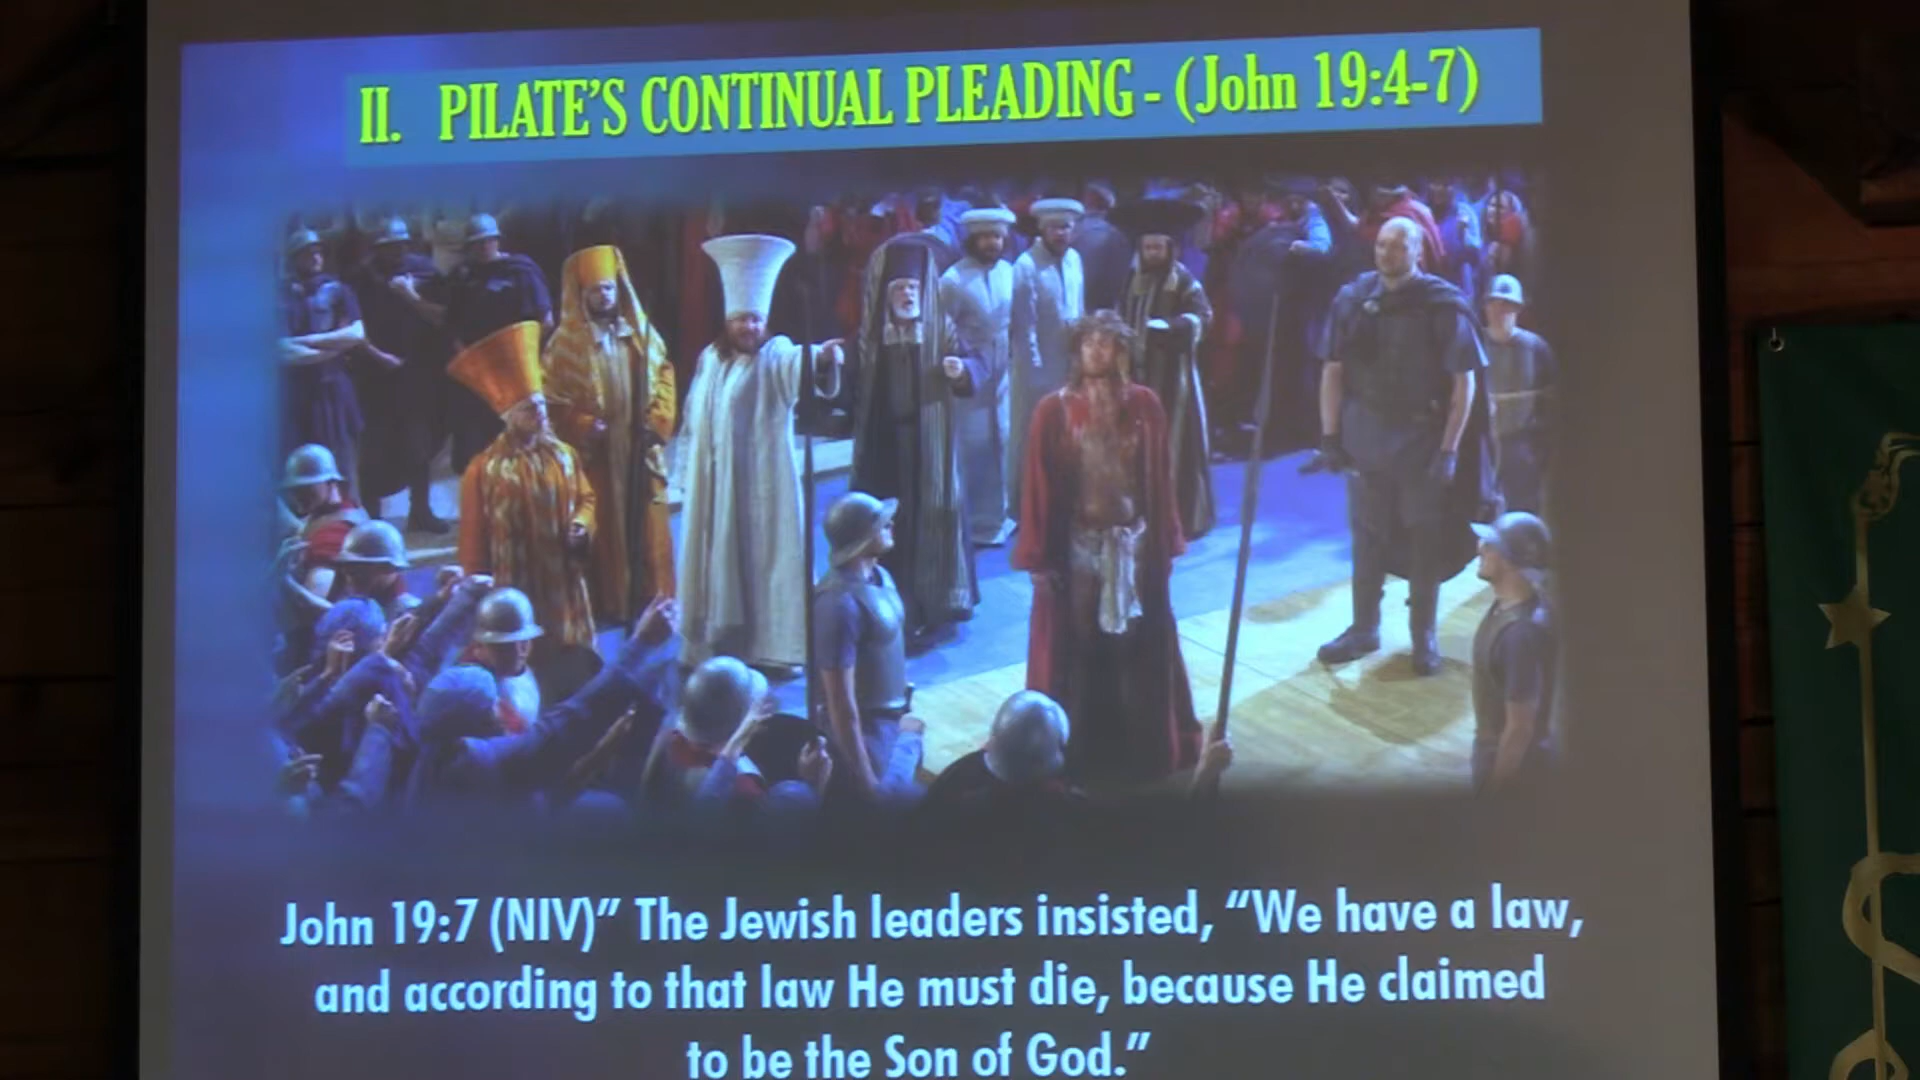 II. PILATE'S CONTINUAL PLEADING - (John 19:4-7)
John 19:7 (NIV)” The Jewish leaders insisted, “We have a law,
and according to that law He must die, because He claimed
to be the Son of God.”